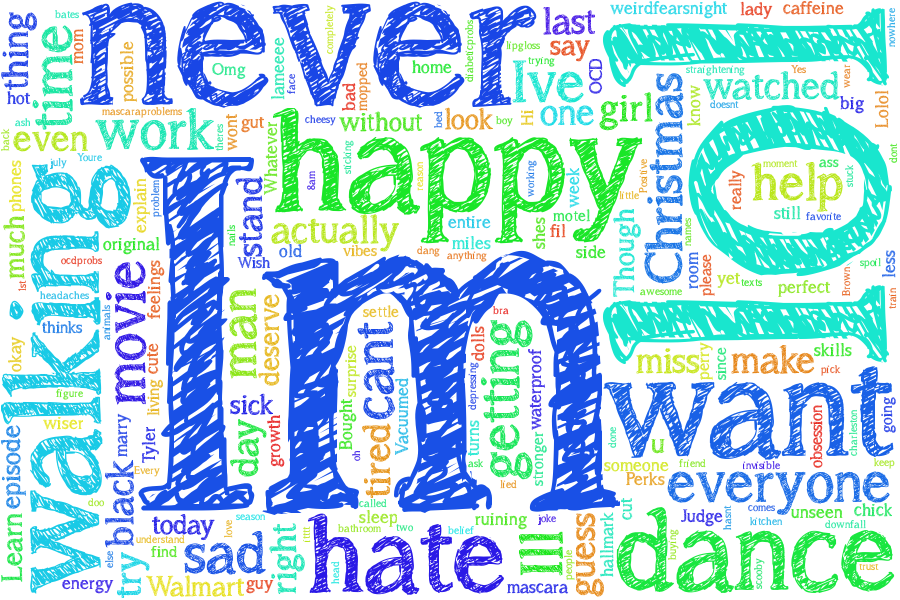 never
weirdfearsnight
lady
caffeine
bates
mom
thing
time
hot
possible
Omg
lameeee
face
completely
cheesy
bad
mopped
home
diabeticprobs
lipgloss
trying
Ive
last
say
OCD
one
girl
Hi
boy
bed
look
without
mascaraproblems
ash
back
even
work
theres
wont
gut
Whatever
straightening
Yes
watched
doesnt
wear
big
Lolol
nowhere
dont
know
Christmas
Positive
little
names
Though
lol
moment
help
really
still
favorite
ass
stuck
spoil
less
train
Brown
room
please
yet
texts
perfect
awesome
happy
8am
sticking
reason
working
week
motel
fil
shes
side
entire
miles
anything
dang
vibes
actually
old
Wish
stand
nails
july
Youre
phones
much
1st
walking
explain
problem
original
ocdprobs
feelings
headaches
animals
thinks
movie
cute
living
okay
figure
wiser
Im
man
deserve
settle
surprise
cant
Bought
oh
Vacuumed
tired
bra
dolls
depressing
getting
waterproof
turns
stronger
ask
lied
sick
day
growth
episode
Learn
black
marry
Tyler
Every
doo
else
energy
try
today
understand
find
sad
love
season
Walmart
guy
right
hate
head
called
sleep
bathroom
two
belief
ruining
joke
Ill
mascara
people
guess
hallmark
cut
miss
perry
since
make
skills
pick
want
done
u
someone
friend
Perks
invisible
obsession
charleston
going
keep
everyone
Judge
hasnt
comes
kitchen
unseen
chick
downfall
dance
buying
scooby
trust